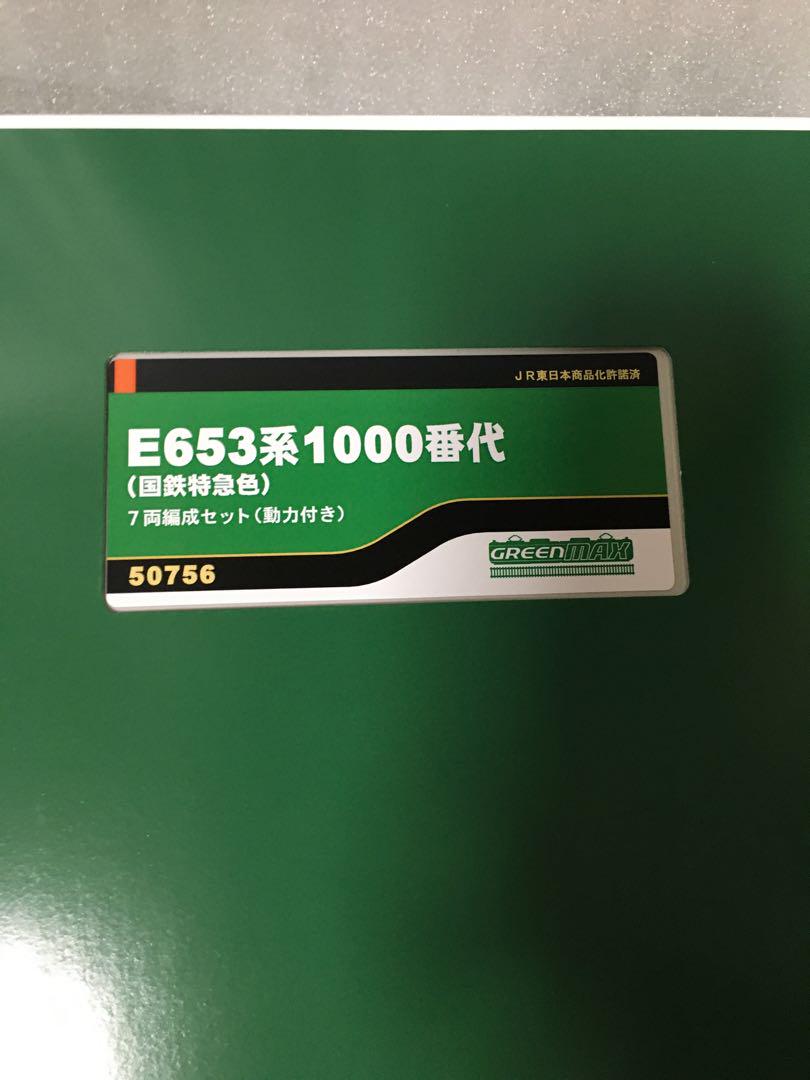 JR東日本商品化許諾済
E653系1000番代
(国鉄特急色)
7両編成セット(動力付き)
50756
GREENMAX